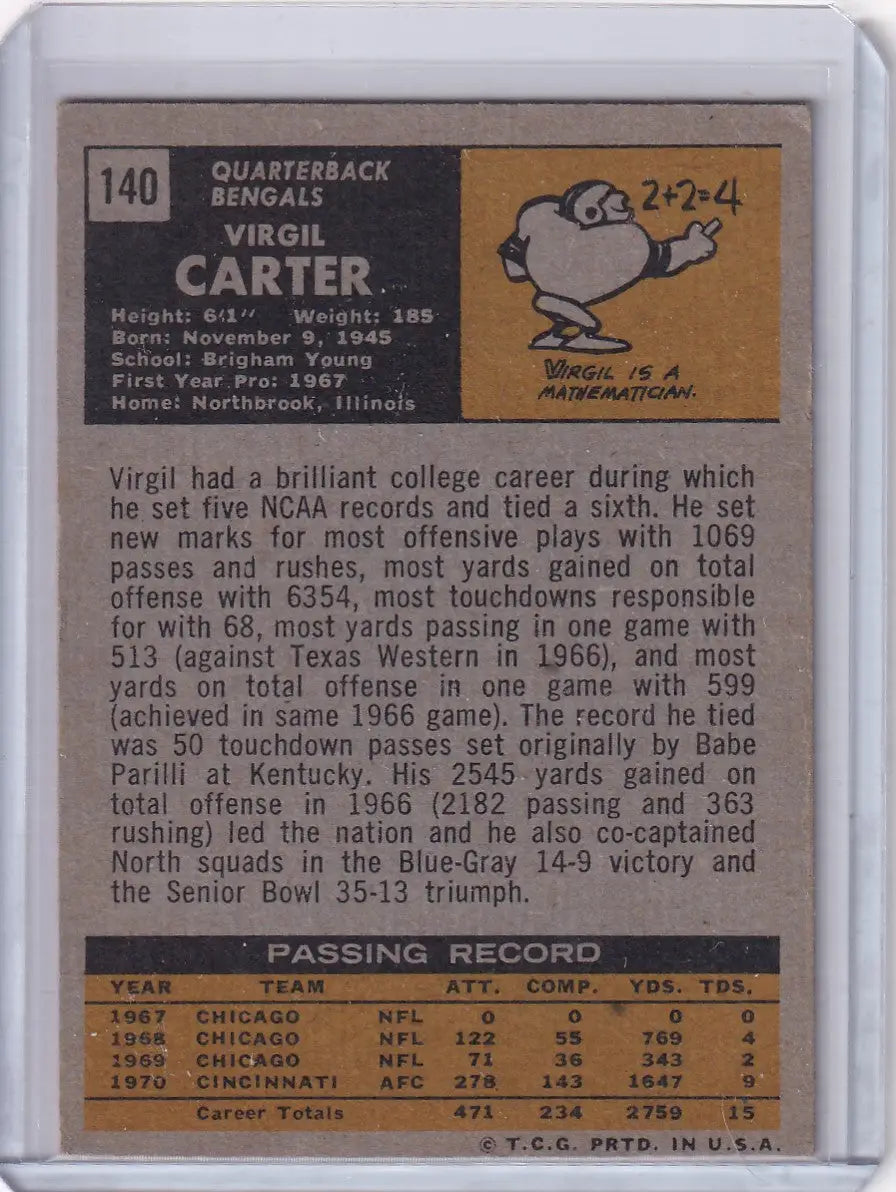 140
QUARTERBACK
BENGALS
VIRGIL
CARTER
Height: 6'1" Weight: 185
Born: November 9, 1945
School: Brigham Young
First Year Pro: 1967
Home: Northbrook, Illinois
2+2=4
VIRGIL IS A
MATHEMATICIAN.
Virgil had a brilliant college career during which
he set five NCAA records and tied a sixth. He set
new marks for most offensive plays with 1069
passes and rushes, most yards gained on total
offense with 6354, most touchdowns responsible
for with 68, most yards passing in one game with
513 (against Texas Western in 1966), and most
yards on total offense in one game with 599
(achieved in same 1966 game). The record he tied
was 50 touchdown passes set originally by Babe
Parilli at Kentucky. His 2545 yards gained on
total offense in 1966 (2182 passing and 363
rushing) led the nation and he also co-captained
North squads in the Blue-Gray 14-9 victory and
the Senior Bowl 35-13 triumph.
PASSING RECORD
YEAR TEAM ATT. COMP. YDS. TDS.
1967 CHICAGO NFL 0 0 0 0
1968 CHICAGO NFL 122 55 769 4
1969 CHICAGO NFL 71 36 343 2
1970 CINCINNATI AFC 278 143 1647 9
Career Totals 471 234 2759 15
© T.C.G. PRTD. IN U.S.A.